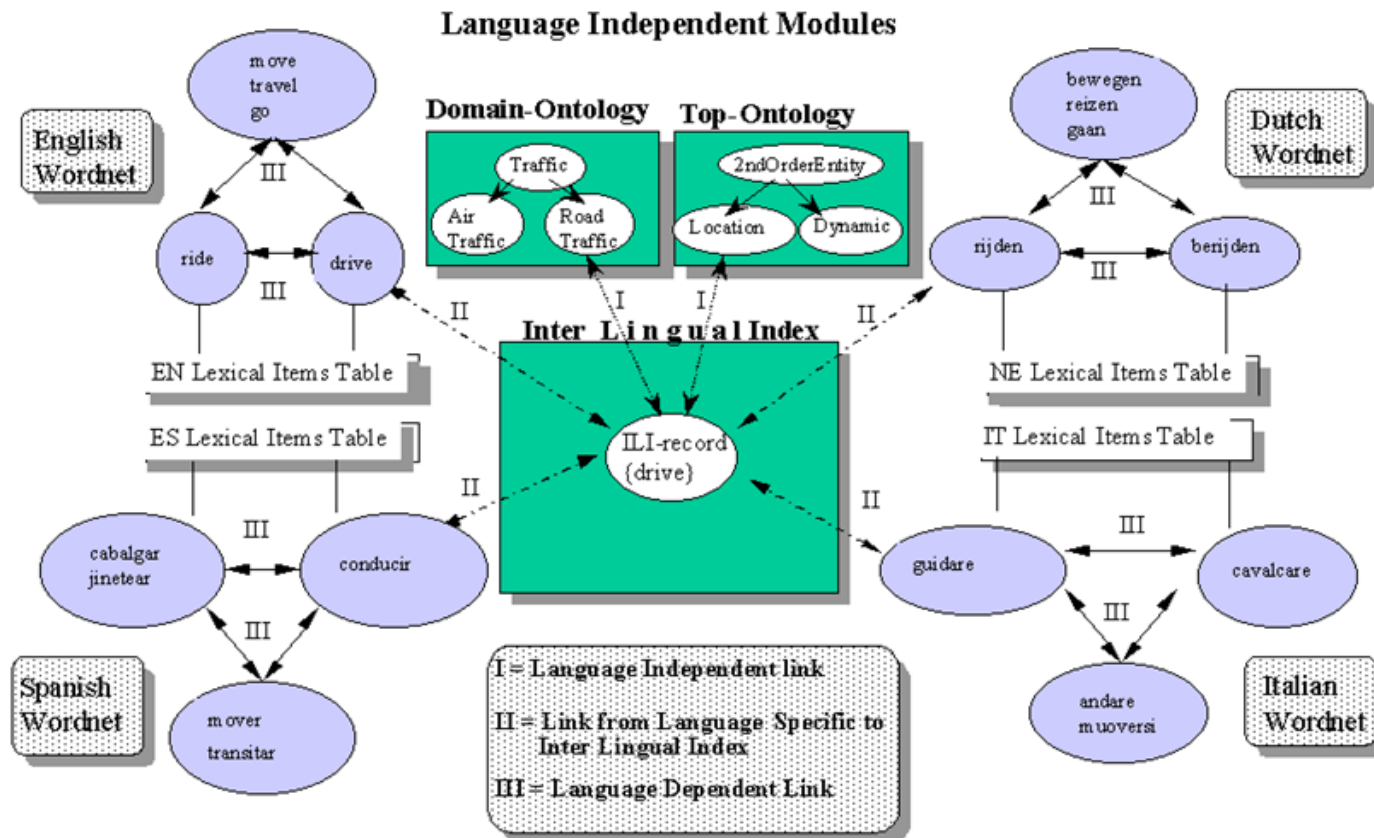 Language Independent Modules
move
travel
go
English
Wordnet
III
ride
III
drive
EN Lexical Items Table
Domain-Ontology
Traffic
Air
Traffic
Road
Traffic
Top-Ontology
2ndOrderEntity
Location
Dynamic
bewegen
reizen
gaan
Dutch
Wordnet
III
rijden
III
berijden
NE Lexical Items Table
II
I
I
II
Inter Lingual Index
ILI-record
{drive}
II
II
ES Lexical Items Table
cabalgar
jinetear
III
conducir
III
mover
transitar
Spanish
Wordnet
IT Lexical Items Table
guidare
III
cavalcare
III
andare
muoversi
Italian
Wordnet
I = Language Independent link
II = Link from Language Specific to
Inter Lingual Index
III = Language Dependent Link